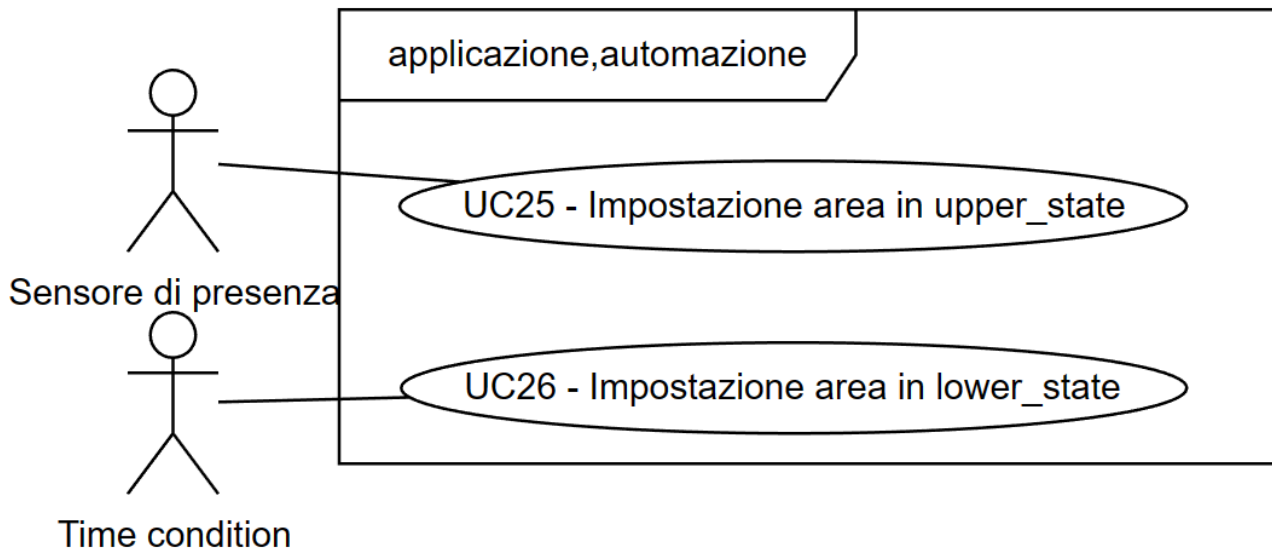 applicazione,automazione
UC25 - Impostazione area in upper_state
Sensore di presenza
UC26 - Impostazione area in lower_state
Time condition